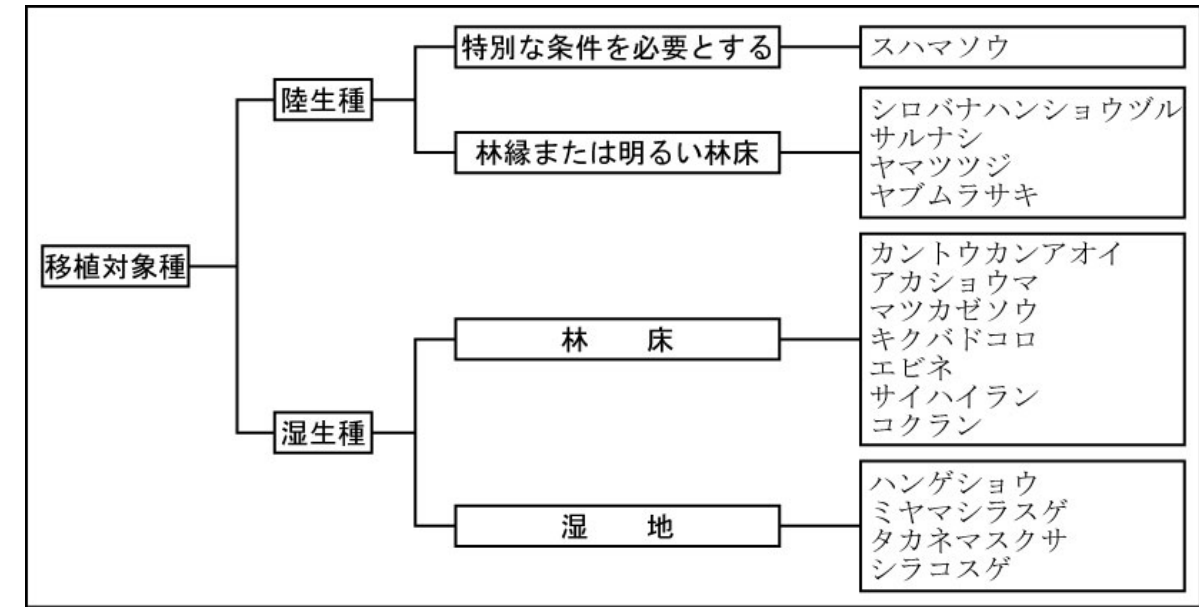 移植対象種
陸生種
特別な条件を必要とする
スハマソウ
林縁または明るい林床
シロバナハンショウヅル
サルナシ
ヤマツツジ
ヤブムラサキ
湿生種
林　　床
カントウカンアオイ
アカショウマ
マツカゼソウ
キクバドコロ
エビネ
サイハイラン
コクラン
湿　　地
ハンゲショウ
ミヤマシラスゲ
タカネマスクサ
シラコスゲ